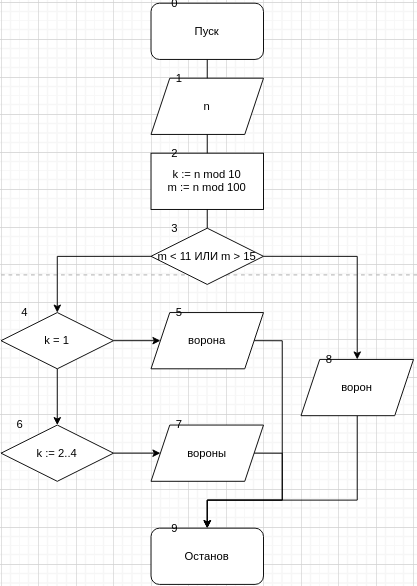 0
Пуск
1
n
2
k := n mod 10
m := n mod 100
3
m < 11 ИЛИ m > 15
4
k = 1
5
ворона
8
ворон
6
k := 2..4
7
вороны
9
Останов